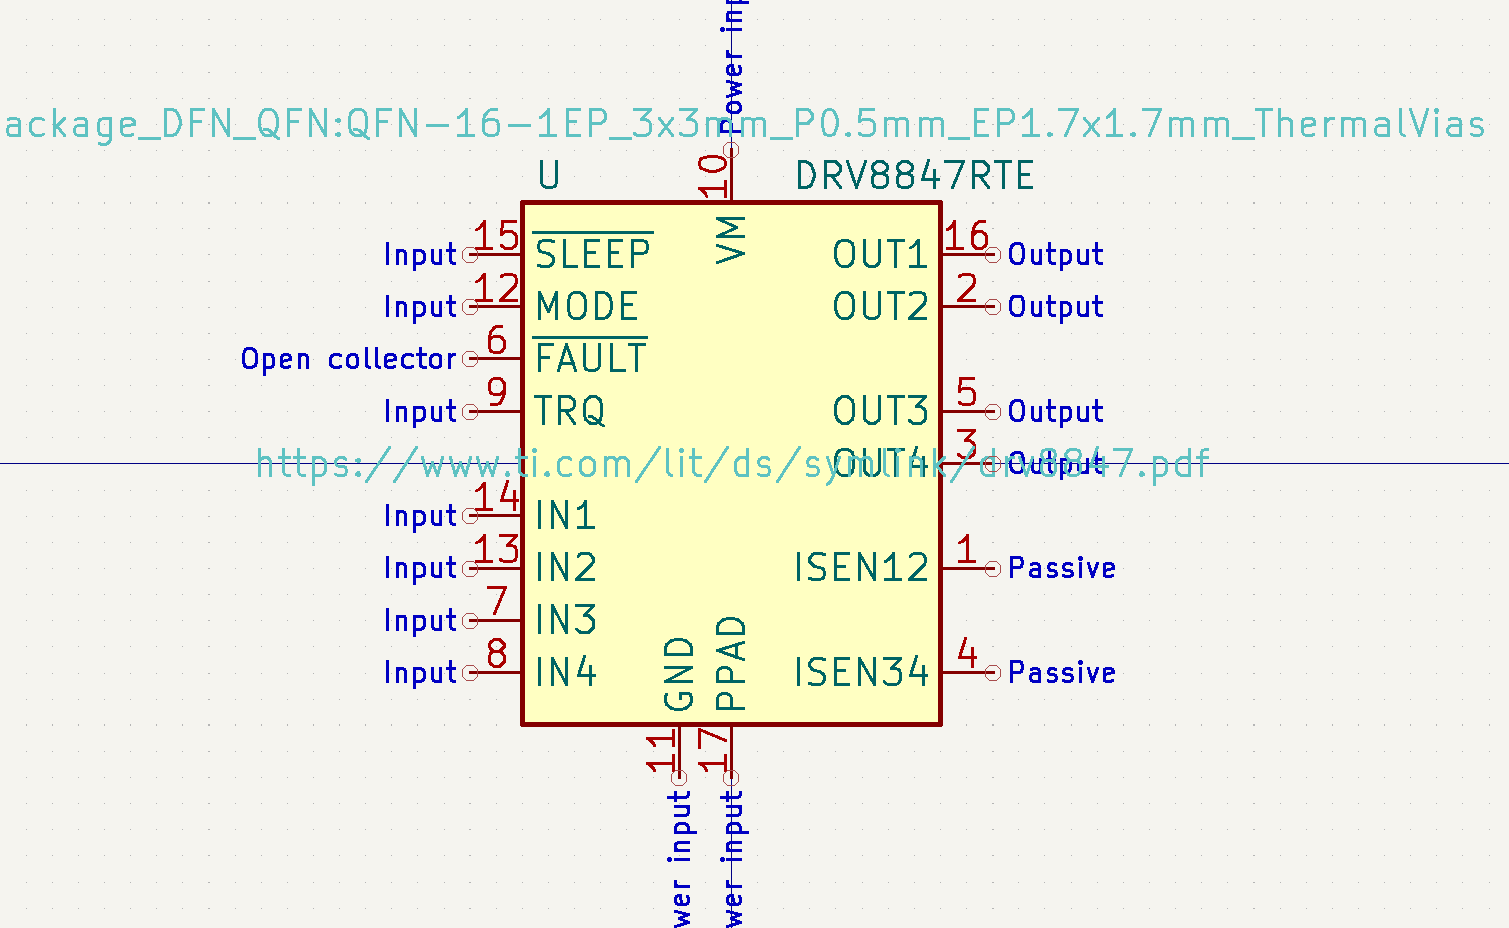 Power inp
ackage_DFN_QFN:QFN-16-1EP_3x3mm_P0.5mm_EP1.7x1.7mm_ThermalVias
10
U
DRV8847RTE
VM
Input 15 SLEEP
OUT1 16 Output
Input 12 MODE
OUT2 2 Output
Open collector 6 FAULT
Input 9 TRQ
OUT3 5 Output
https://www.ti.com/lit/ds/symlink/drv8847.pdf
OUT4 3 Output
Input 14 IN1
Input 13 IN2
ISEN12 1 Passive
Input 7 IN3
Input 8 IN4
ISEN34 4 Passive
GND
PPAD
11
17
wer input
wer input